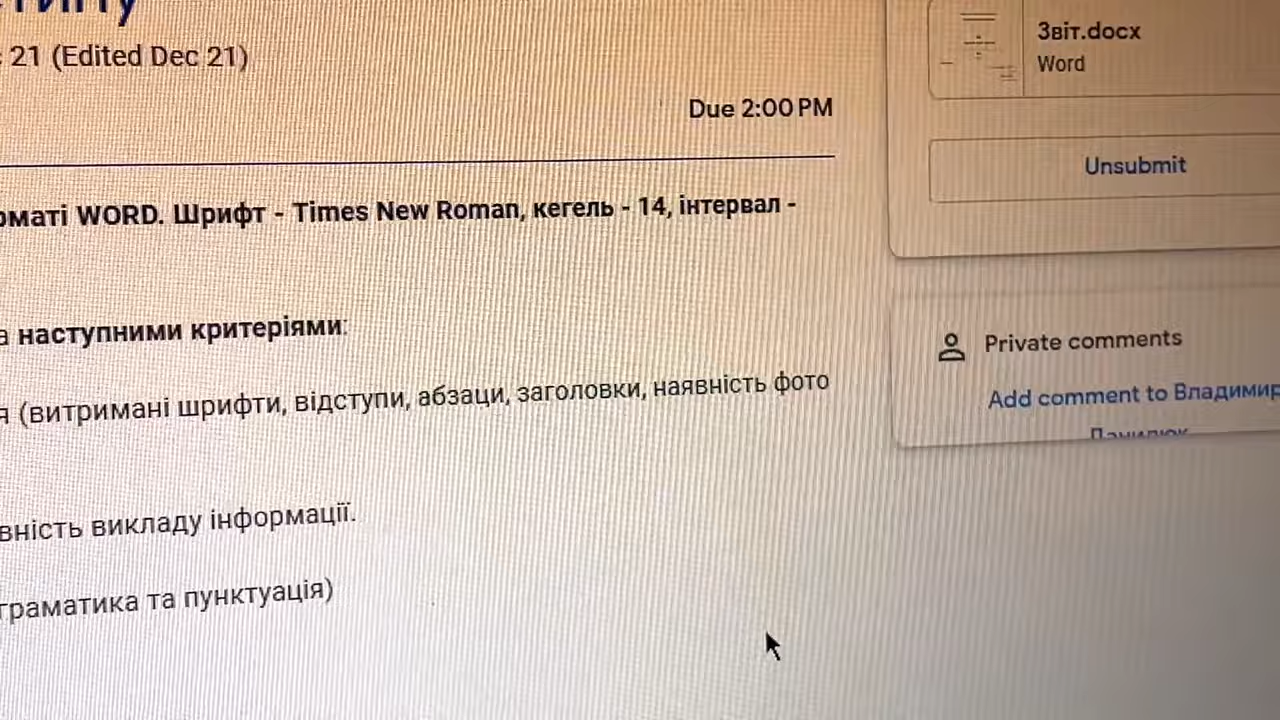 21 (Edited Dec 21)
Due 2:00 PM
WORD. Шрифт - Times New Roman, кегель - 14, інтервал -
наступними критеріями:
(витримані шрифти, відступи, абзаци, заголовки, наявність фото
викладу інформації.
граматика та пунктуація)
Звіт.docx
Word
Unsubmit
Private comments
Add comment to Владимир